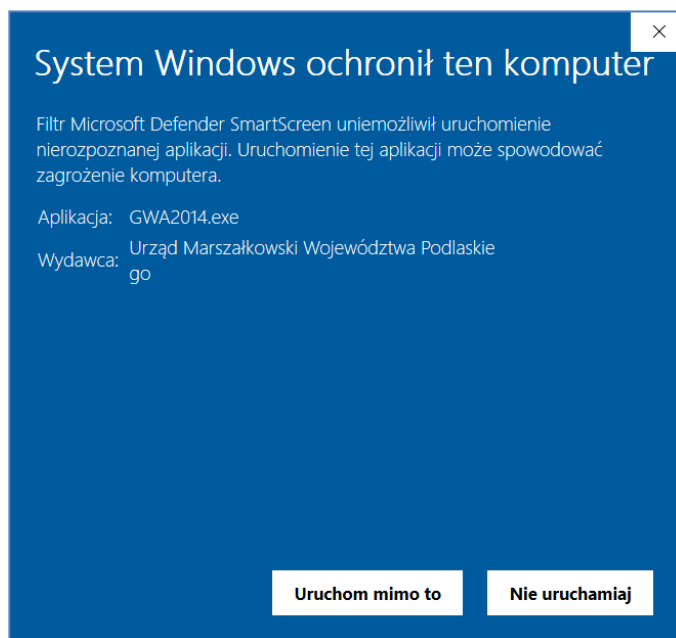 System Windows ochronił ten komputer
Filtr Microsoft Defender SmartScreen uniemożliwił uruchomienie
nierozpoznanej aplikacji. Uruchomienie tej aplikacji może spowodować
zagrożenie komputera.
Aplikacja: GWA2014.exe
Wydawca: Urząd Marszałkowski Województwa Podlaskie
go
Uruchom mimo to
Nie uruchamiaj